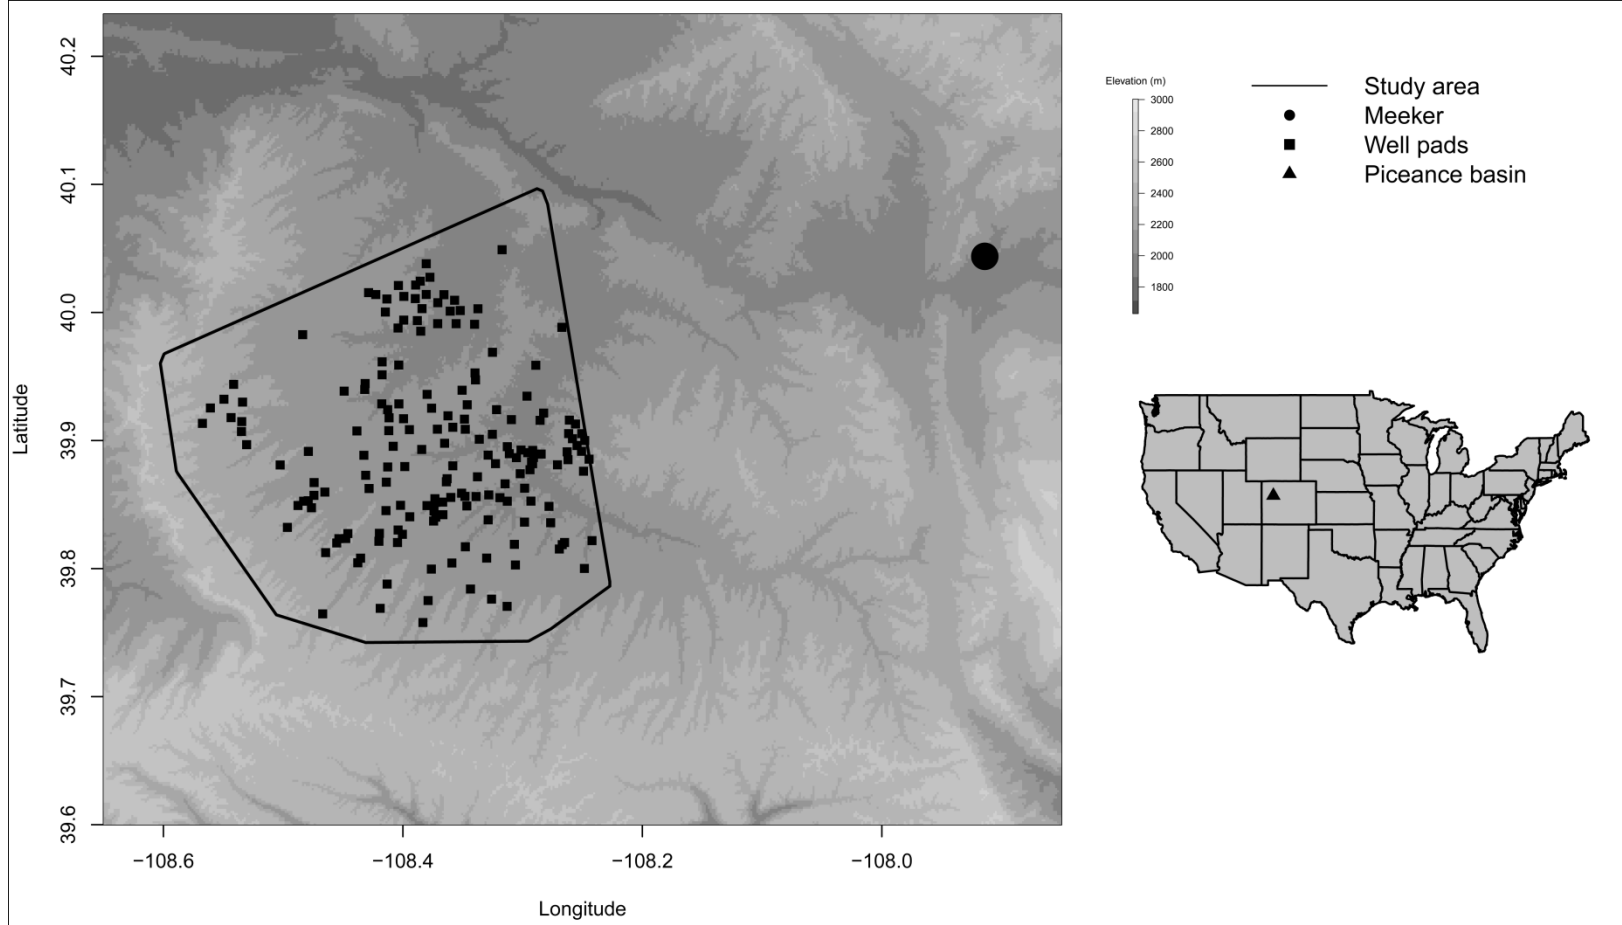 40.2
40.1
40.0
39.9
39.8
39.7
39.6
Latitude
−108.6
−108.4
−108.2
−108.0
Longitude
Elevation (m)
3000
2800
2600
2400
2200
2000
1800
Study area
Meeker
Well pads
Piceance basin